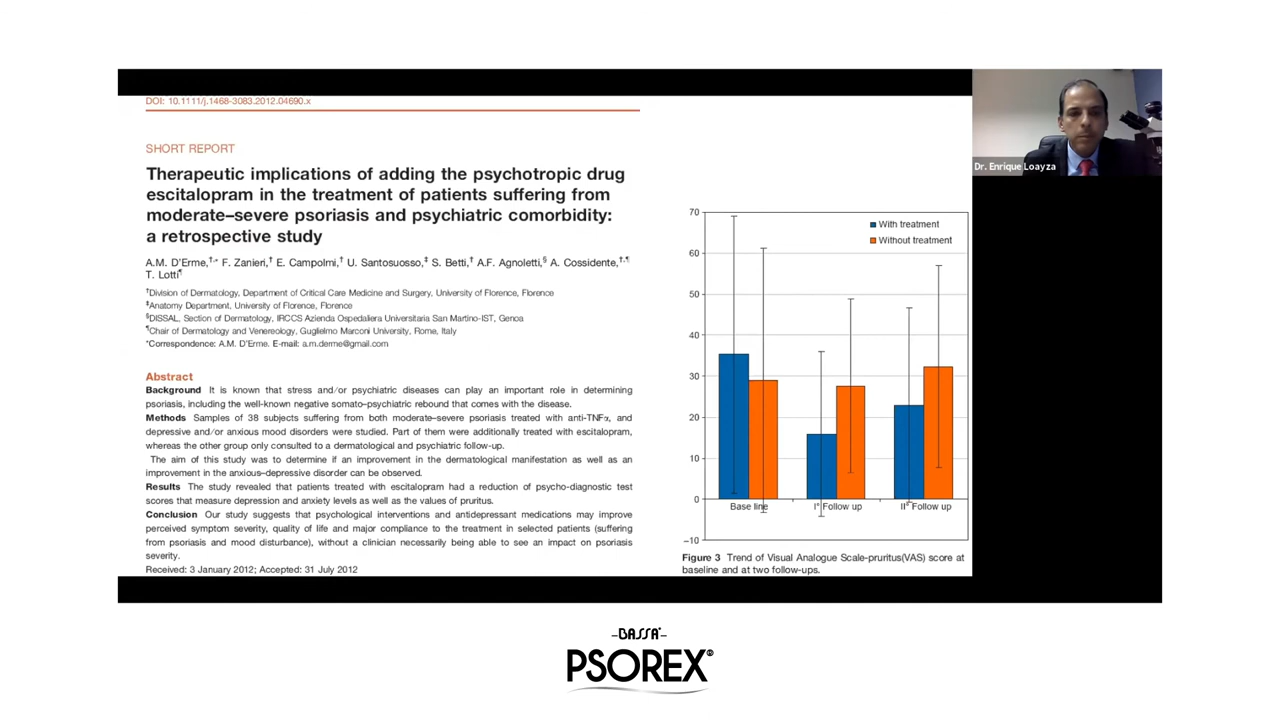 DOI: 10.1111/j.1468-3083.2012.04690.x
SHORT REPORT
Therapeutic implications of adding the psychotropic drug
escitalopram in the treatment of patients suffering from
moderate–severe psoriasis and psychiatric comorbidity:
a retrospective study
A.M. D'Erme,†,* F. Zanieri,† E. Campolmi,† U. Santosuosso,‡ S. Betti,† A.F. Agnoletti,§ A. Cossidente,†,¶
T. Lotti¶
†Division of Dermatology, Department of Critical Care Medicine and Surgery, University of Florence, Florence
‡Anatomy Department, University of Florence, Florence
§DISSAL, Section of Dermatology, IRCCS Azienda Ospedaliera Universitaria San Martino-IST, Genoa
¶Chair of Dermatology and Venereology, Guglielmo Marconi University, Rome, Italy
*Correspondence: A.M. D'Erme. E-mail: a.m.derme@gmail.com
Abstract
Background It is known that stress and/or psychiatric diseases can play an important role in determining
psoriasis, including the well-known negative somato-psychiatric rebound that comes with the disease.
Methods Samples of 38 subjects suffering from both moderate–severe psoriasis treated with anti-TNFα, and
depressive and/or anxious mood disorders were studied. Part of them were additionally treated with escitalopram,
whereas the other group only consulted to a dermatological and psychiatric follow-up.
The aim of this study was to determine if an improvement in the dermatological manifestation as well as an
improvement in the anxious–depressive disorder can be observed.
Results The study revealed that patients treated with escitalopram had a reduction of psycho-diagnostic test
scores that measure depression and anxiety levels as well as the values of pruritus.
Conclusion Our study suggests that psychological interventions and antidepressant medications may improve
perceived symptom severity, quality of life and major compliance to the treatment in selected patients (suffering
from psoriasis and mood disturbance), without a clinician necessarily being able to see an impact on psoriasis
severity.
Received: 3 January 2012; Accepted: 31 July 2012
70
With treatment
Without treatment
60
50
40
30
20
10
0
Base line
I° Follow up
II° Follow up
−10
Figure 3 Trend of Visual Analogue Scale-pruritus(VAS) score at
baseline and at two follow-ups.
Dr. Enrique Loayza
BASSA
PSOREX®